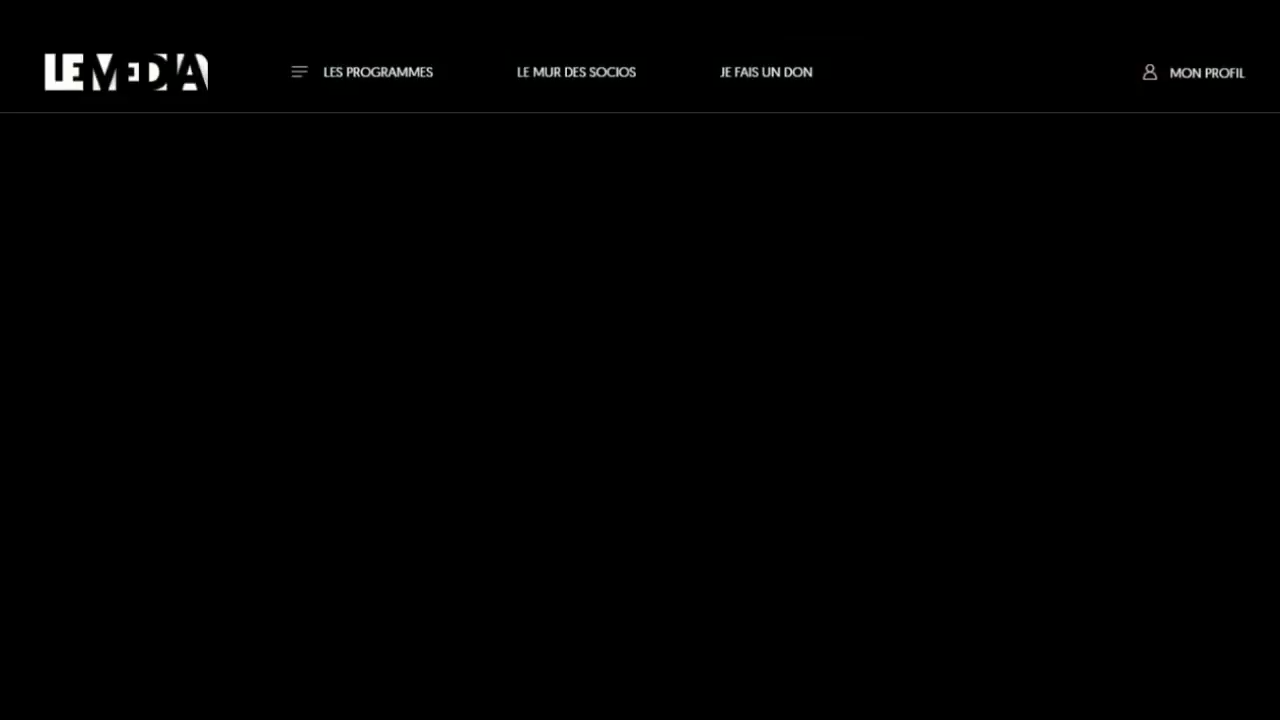 LE MEDIA
LES PROGRAMMES
LE MUR DES SOCIOS
JE FAIS UN DON
MON PROFIL